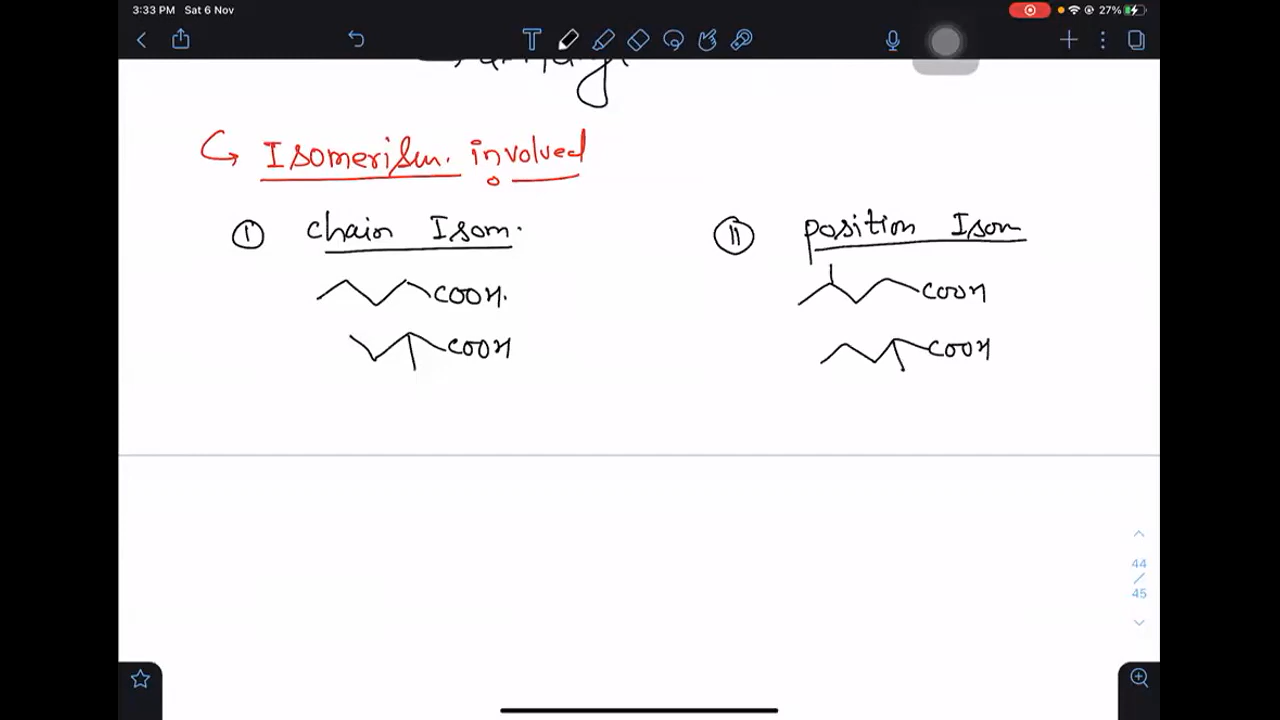 3:33 PM Sat 6 Nov
27%
Isomerism. involved
i chain Isom.
ii position Isom
COOH.
COOH
COOH
COOH
44
/
45